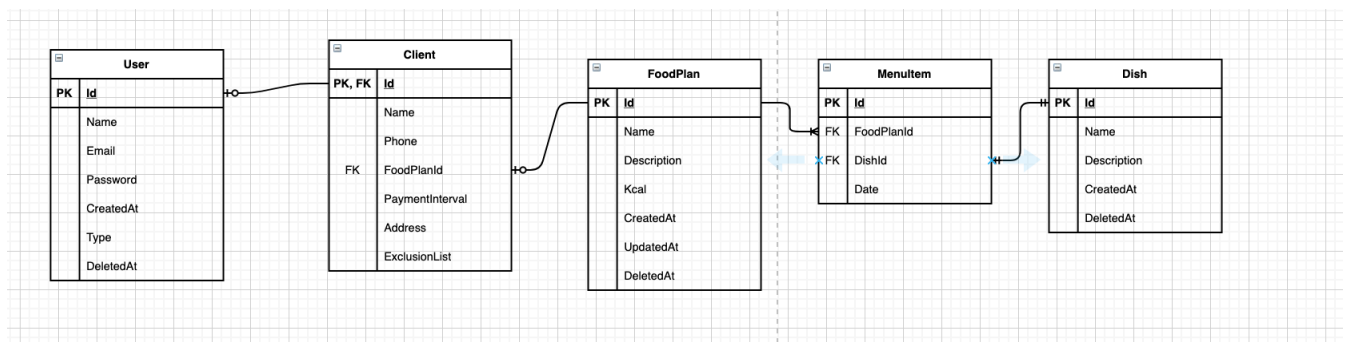 User
PK Id
Name
Email
Password
CreatedAt
Type
DeletedAt
Client
PK, FK Id
Name
Phone
FK FoodPlanId
PaymentInterval
Address
ExclusionList
FoodPlan
PK Id
Name
Description
Kcal
CreatedAt
UpdatedAt
DeletedAt
MenuItem
PK Id
FK FoodPlanId
FK DishId
Date
Dish
PK Id
Name
Description
CreatedAt
DeletedAt